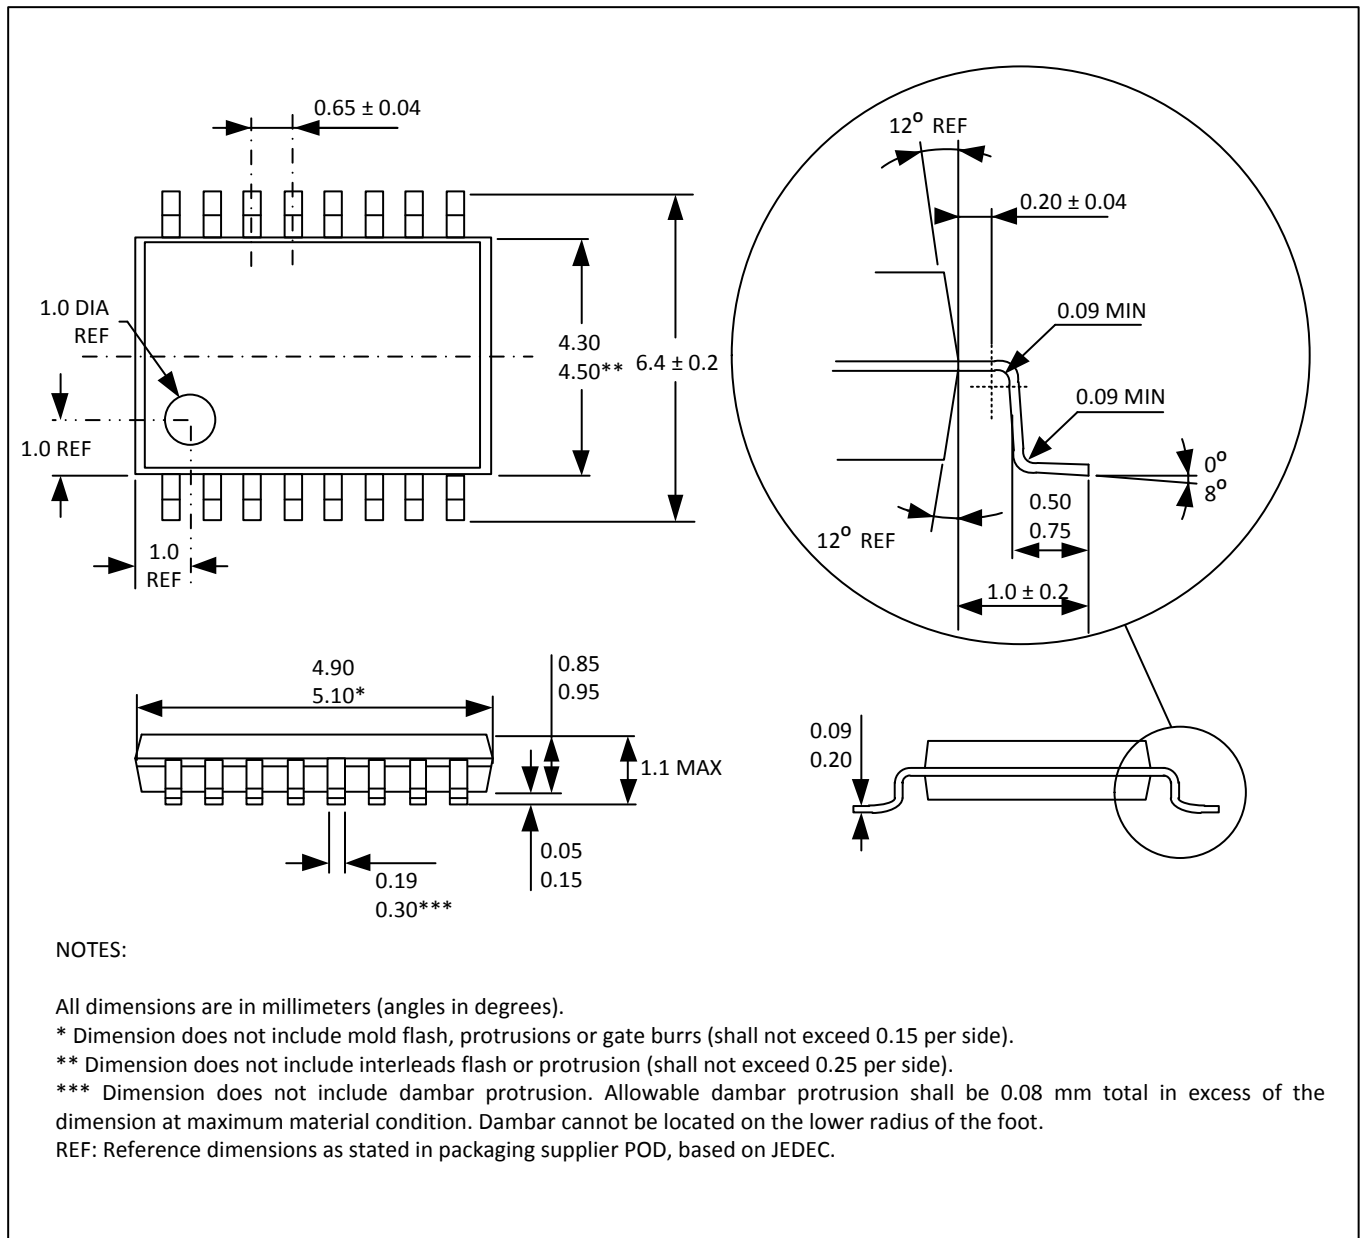 0.65 ± 0.04
12° REF
0.20 ± 0.04
1.0 DIA
REF
0.09 MIN
4.30
4.50**
6.4 ± 0.2
0.09 MIN
1.0 REF
0°
8°
0.50
0.75
12° REF
1.0
REF
1.0 ± 0.2
4.90
5.10*
0.85
0.95
0.09
0.20
1.1 MAX
0.05
0.15
0.19
0.30***
NOTES:
All dimensions are in millimeters (angles in degrees).
* Dimension does not include mold flash, protrusions or gate burrs (shall not exceed 0.15 per side).
** Dimension does not include interleads flash or protrusion (shall not exceed 0.25 per side).
*** Dimension does not include dambar protrusion. Allowable dambar protrusion shall be 0.08 mm total in excess of the
dimension at maximum material condition. Dambar cannot be located on the lower radius of the foot.
REF: Reference dimensions as stated in packaging supplier POD, based on JEDEC.